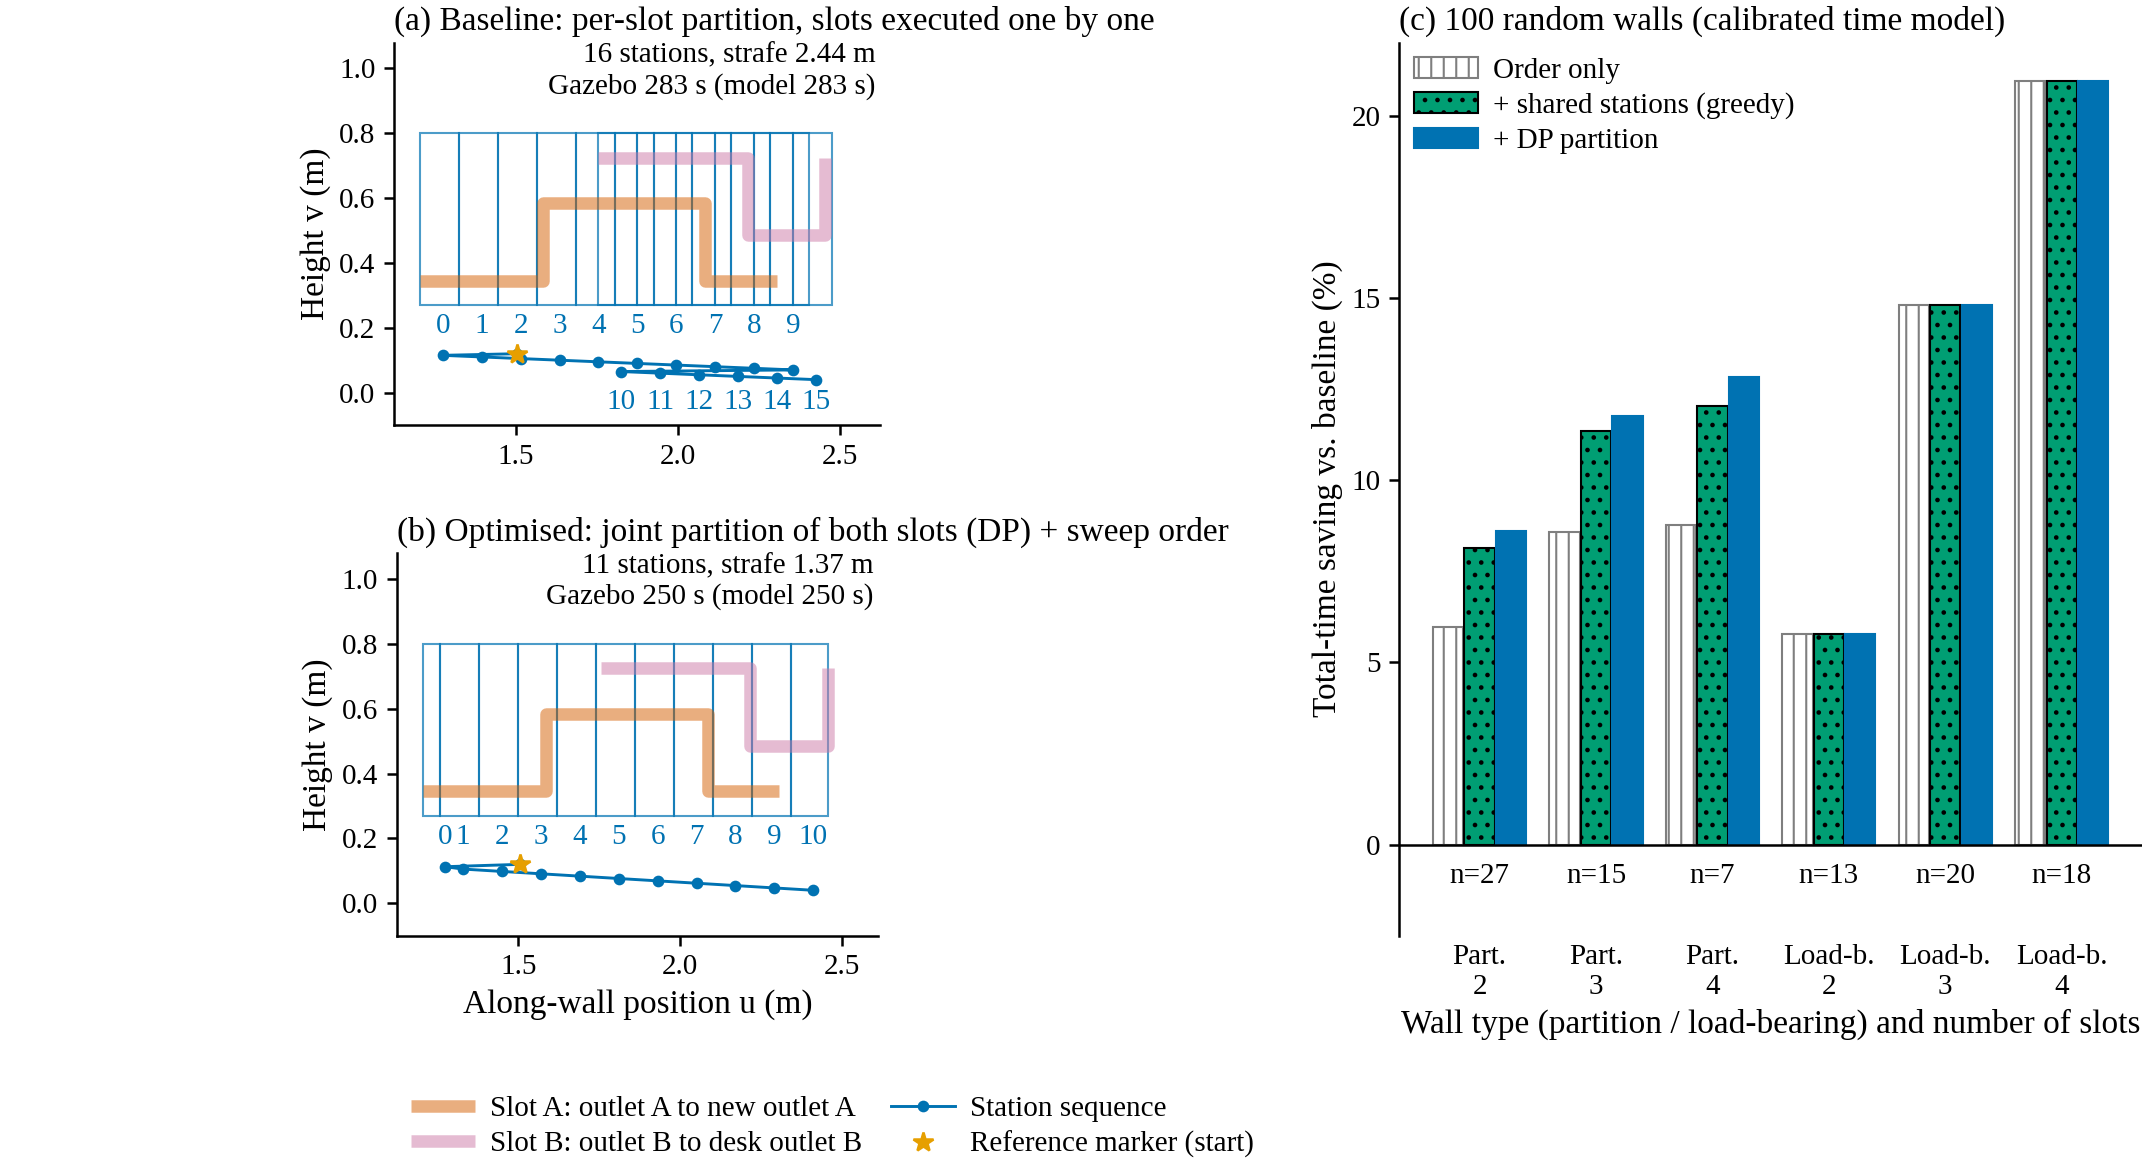 (a) Baseline: per-slot partition, slots executed one by one
16 stations, strafe 2.44 m
Gazebo 283 s (model 283 s)
Height v (m)
1.0
0.8
0.6
0.4
0.2
0.0
0 1 2 3 4 5 6 7 8 9
10 11 12 13 14 15
1.5 2.0 2.5
(b) Optimised: joint partition of both slots (DP) + sweep order
11 stations, strafe 1.37 m
Gazebo 250 s (model 250 s)
Height v (m)
1.0
0.8
0.6
0.4
0.2
0.0
0 1 2 3 4 5 6 7 8 9 10
1.5 2.0 2.5
Along-wall position u (m)
Slot A: outlet A to new outlet A
Slot B: outlet B to desk outlet B
Station sequence
Reference marker (start)
(c) 100 random walls (calibrated time model)
Order only
+ shared stations (greedy)
+ DP partition
Total-time saving vs. baseline (%)
20
15
10
5
0
n=27 n=15 n=7 n=13 n=20 n=18
Part. Part. Part. Load-b. Load-b. Load-b.
2 3 4 2 3 4
Wall type (partition / load-bearing) and number of slots